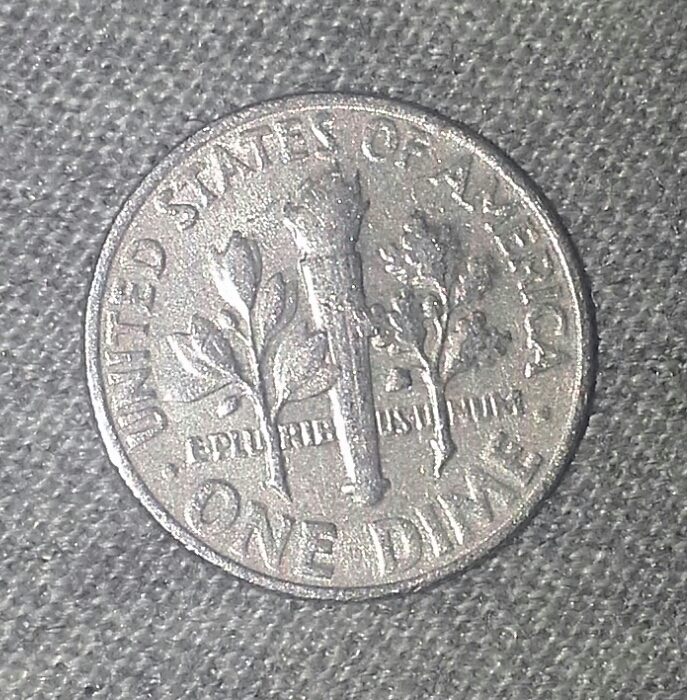 UNITED STATES OF AMERICA
E PLURIBUS UNUM
· ONE DIME ·